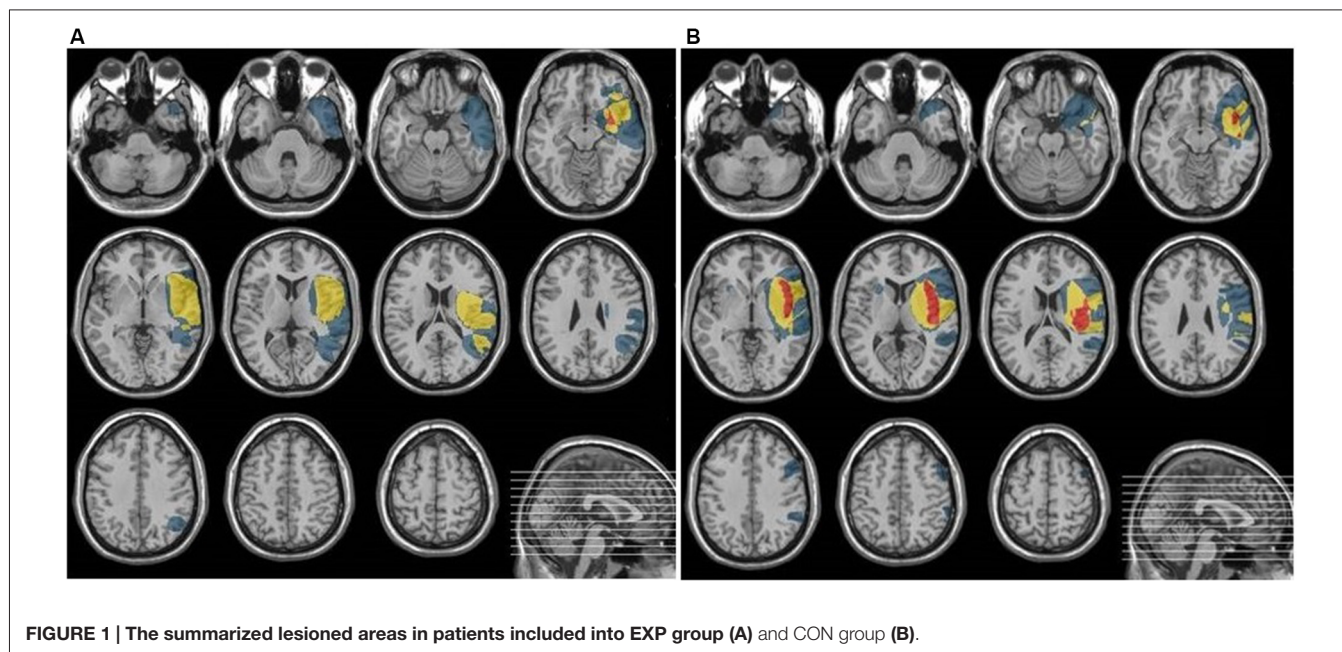 A
B
FIGURE 1 | The summarized lesioned areas in patients included into EXP group (A) and CON group (B).